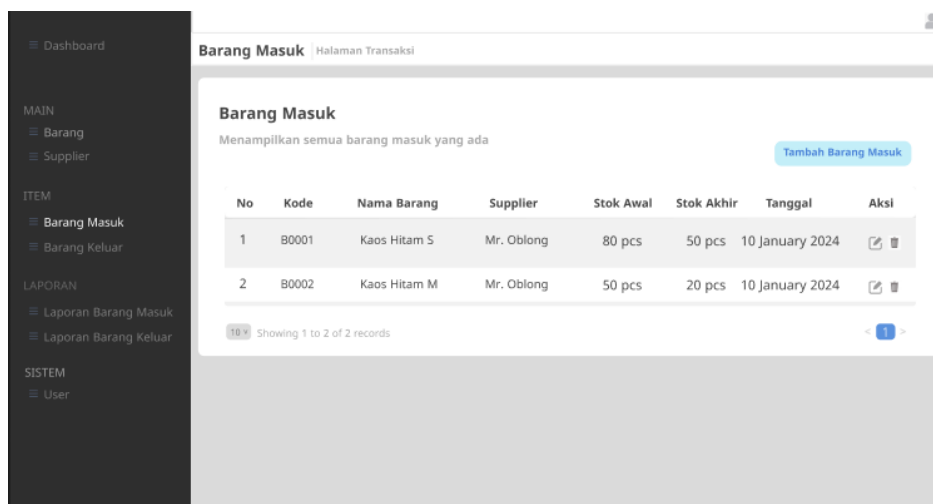 Dashboard
MAIN
Barang
Supplier
ITEM
Barang Masuk
Barang Keluar
LAPORAN
Laporan Barang Masuk
Laporan Barang Keluar
SISTEM
User
Barang Masuk Halaman Transaksi
Barang Masuk
Menampilkan semua barang masuk yang ada
Tambah Barang Masuk
No Kode Nama Barang Supplier Stok Awal Stok Akhir Tanggal Aksi
1 B0001 Kaos Hitam S Mr. Oblong 80 pcs 50 pcs 10 January 2024
2 B0002 Kaos Hitam M Mr. Oblong 50 pcs 20 pcs 10 January 2024
10 Showing 1 to 2 of 2 records < 1 >